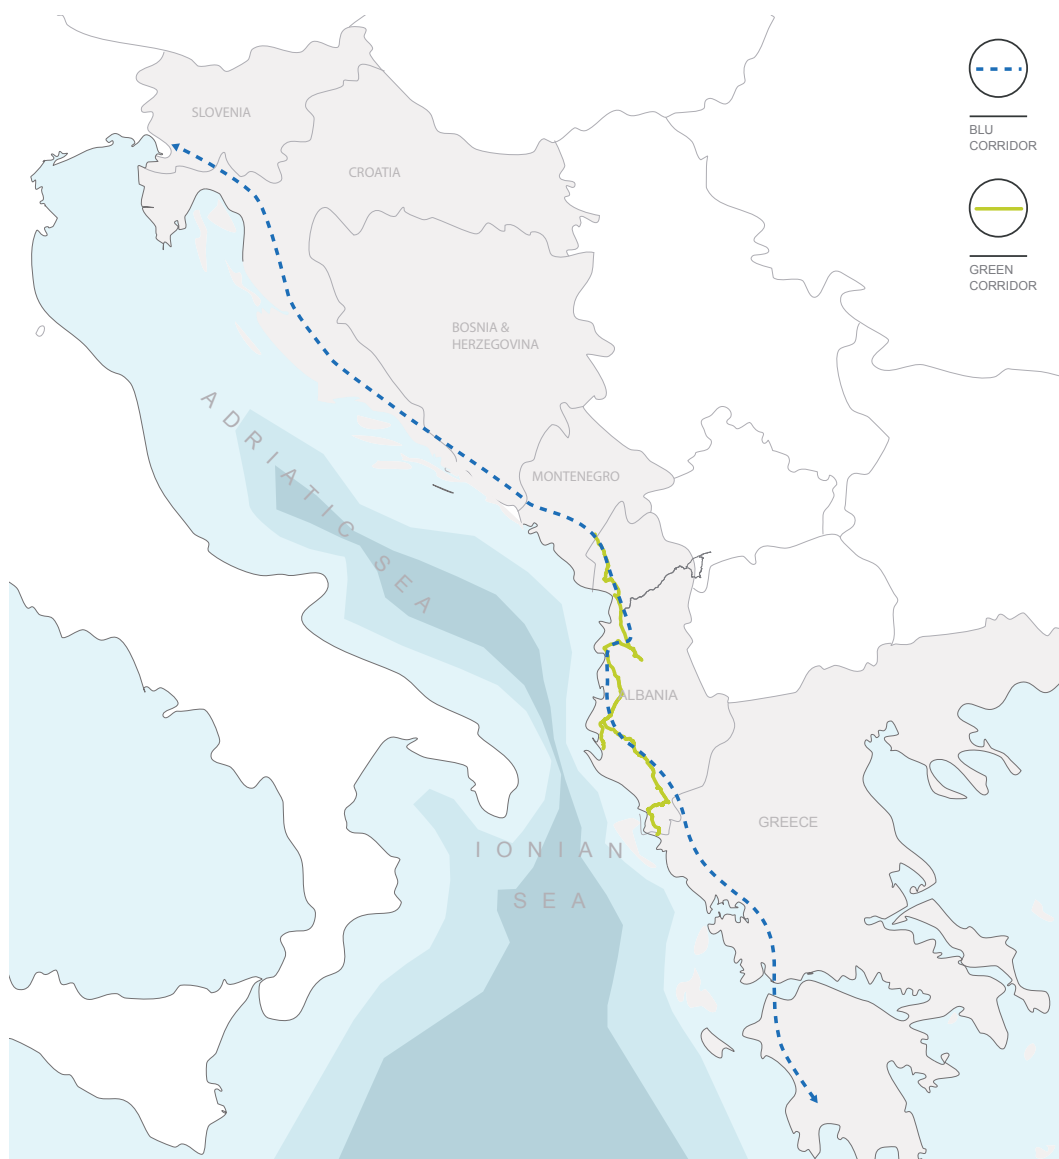 SLOVENIA
CROATIA
BOSNIA &
HERZEGOVINA
MONTENEGRO
ALBANIA
GREECE
ADRIATIC SEA
IONIAN
SEA
BLU
CORRIDOR
GREEN
CORRIDOR